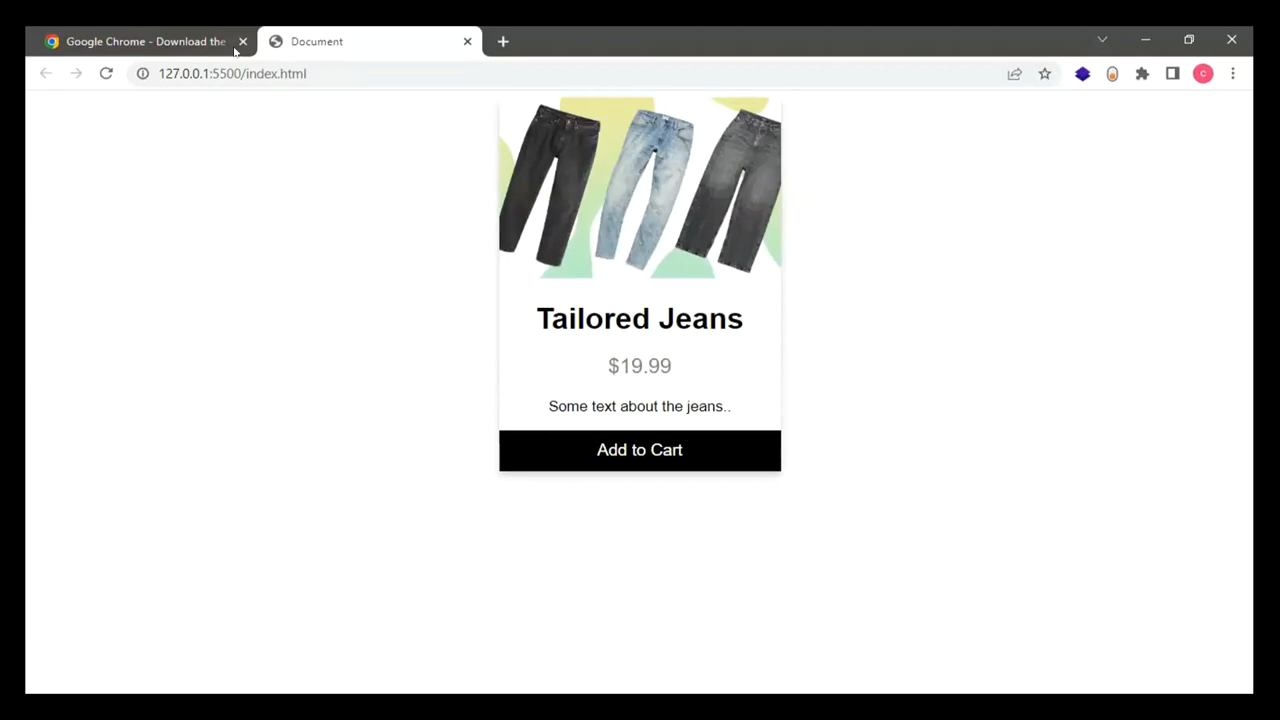 Google Chrome - Download the
Document
127.0.0.1:5500/index.html
C
Tailored Jeans
$19.99
Some text about the jeans..
Add to Cart